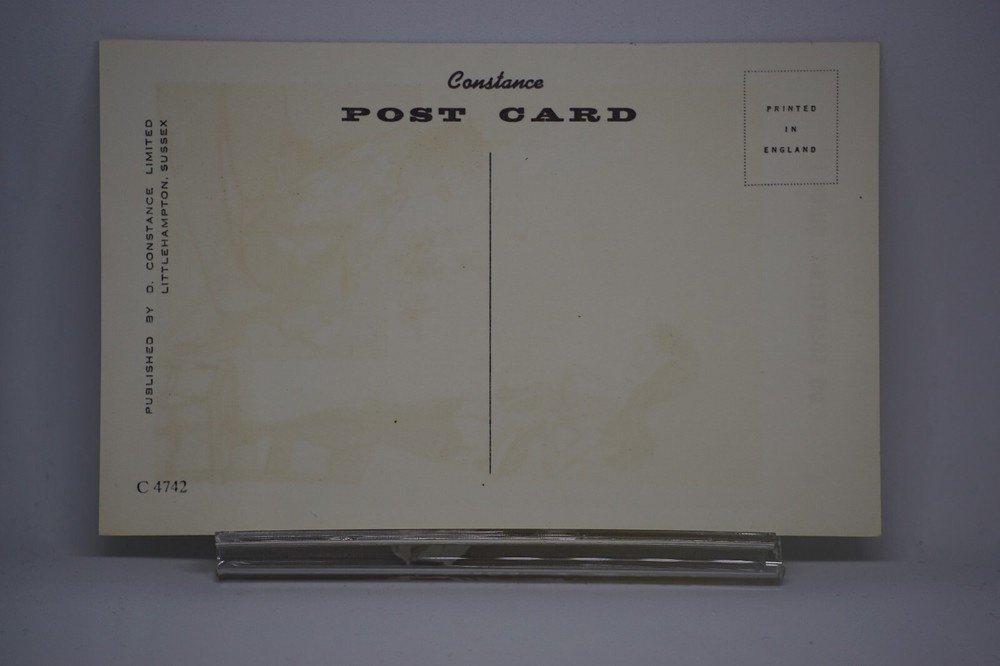 Constance
POST CARD
PRINTED
IN
ENGLAND
PUBLISHED BY D. CONSTANCE LIMITED
LITTLEHAMPTON, SUSSEX
C 4742